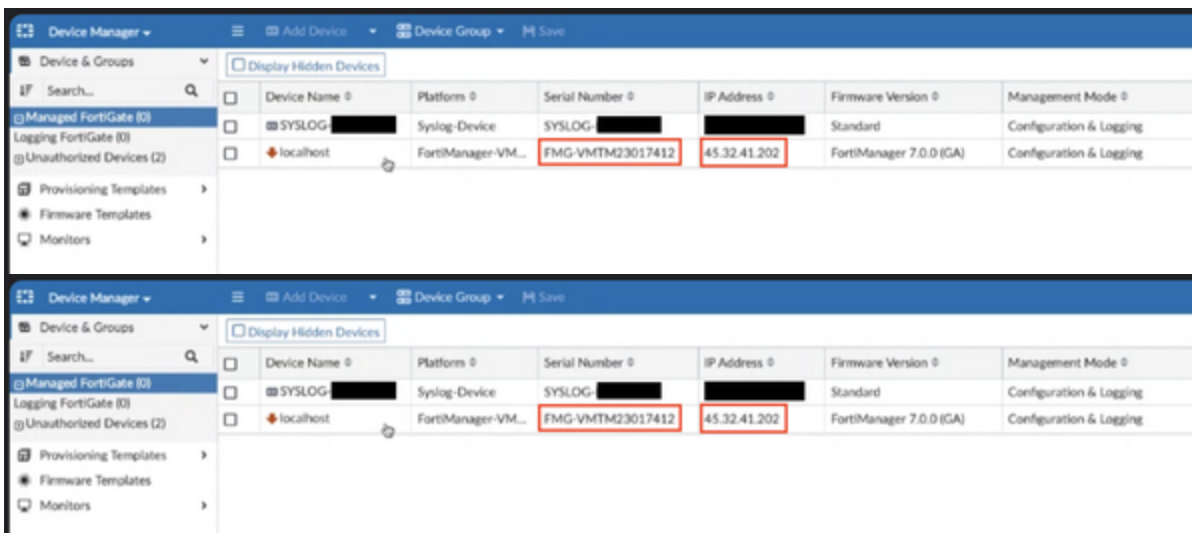 Device Manager Add Device Device Group Save
Device & Groups Display Hidden Devices
Search... Device Name Platform Serial Number IP Address Firmware Version Management Mode
Managed FortiGate (0) SYSLOG- Syslog-Device SYSLOG- Standard Configuration & Logging
Logging FortiGate (0)
Unauthorized Devices (2) localhost FortiManager-VM... FMG-VMTM23017412 45.32.41.202 FortiManager 7.0.0 (GA) Configuration & Logging
Provisioning Templates
Firmware Templates
Monitors
Device Manager Add Device Device Group Save
Device & Groups Display Hidden Devices
Search... Device Name Platform Serial Number IP Address Firmware Version Management Mode
Managed FortiGate (0) SYSLOG- Syslog-Device SYSLOG- Standard Configuration & Logging
Logging FortiGate (0)
Unauthorized Devices (2) localhost FortiManager-VM... FMG-VMTM23017412 45.32.41.202 FortiManager 7.0.0 (GA) Configuration & Logging
Provisioning Templates
Firmware Templates
Monitors